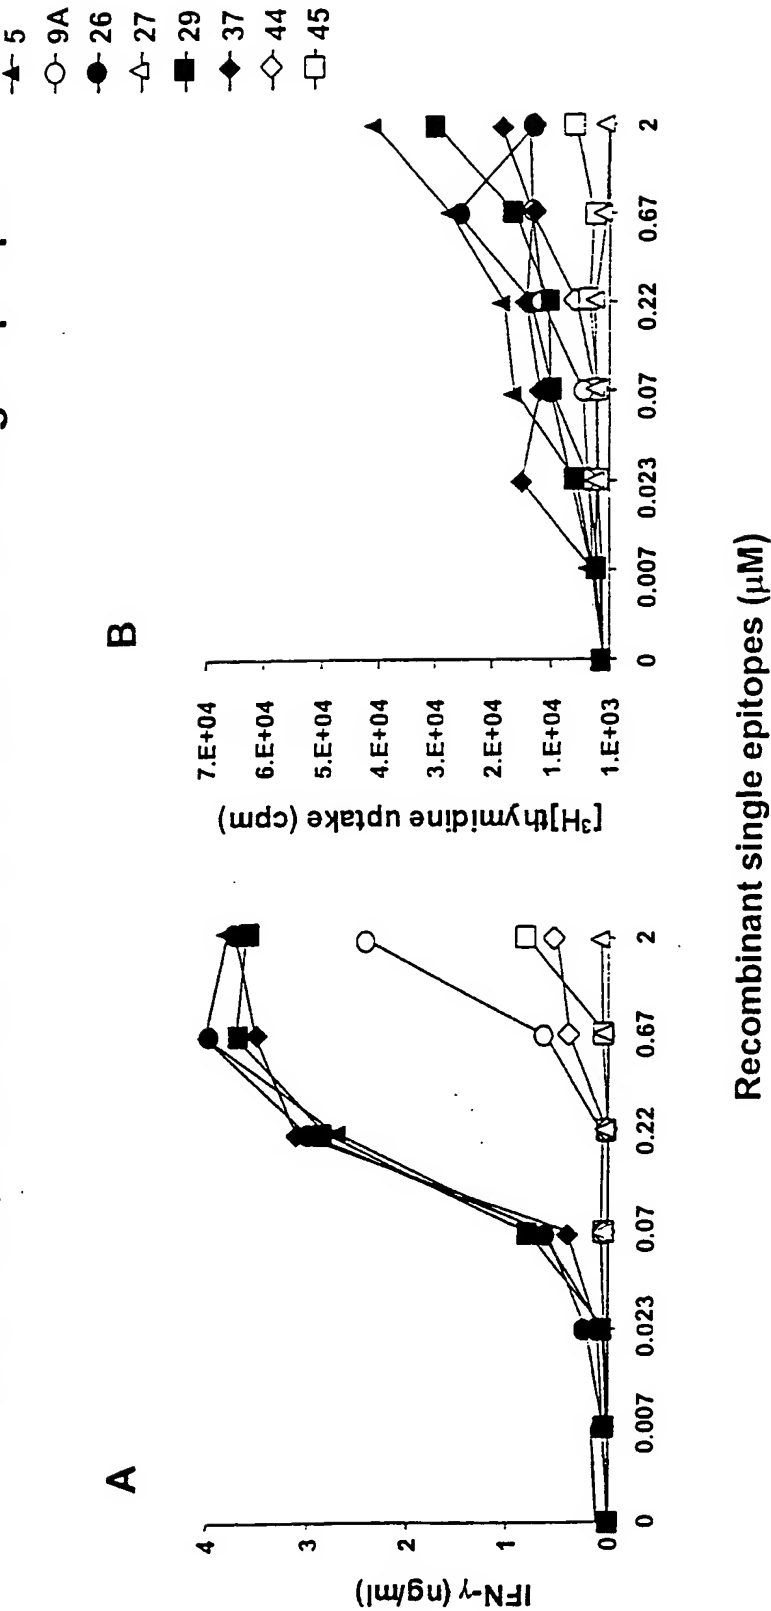 A
IFN-γ (ng/ml)
4
3
2
1
0
0 0.007 0.023 0.07 0.22 0.67 2
B
[³H]thymidine uptake (cpm)
7.E+04
6.E+04
5.E+04
4.E+04
3.E+04
2.E+04
1.E+04
1.E+03
0 0.007 0.023 0.07 0.22 0.67 2
5
9A
26
27
29
37
44
45
Recombinant single epitopes (μM)